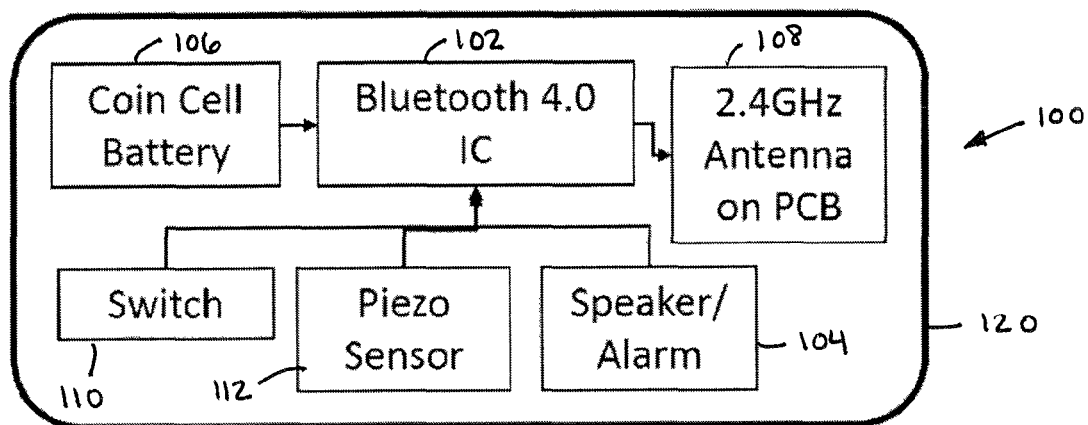 106
102
108
Coin Cell
Battery
Bluetooth 4.0
IC
2.4GHz
Antenna
on PCB
100
Switch
Piezo
Sensor
Speaker/
Alarm
110
112
104
120